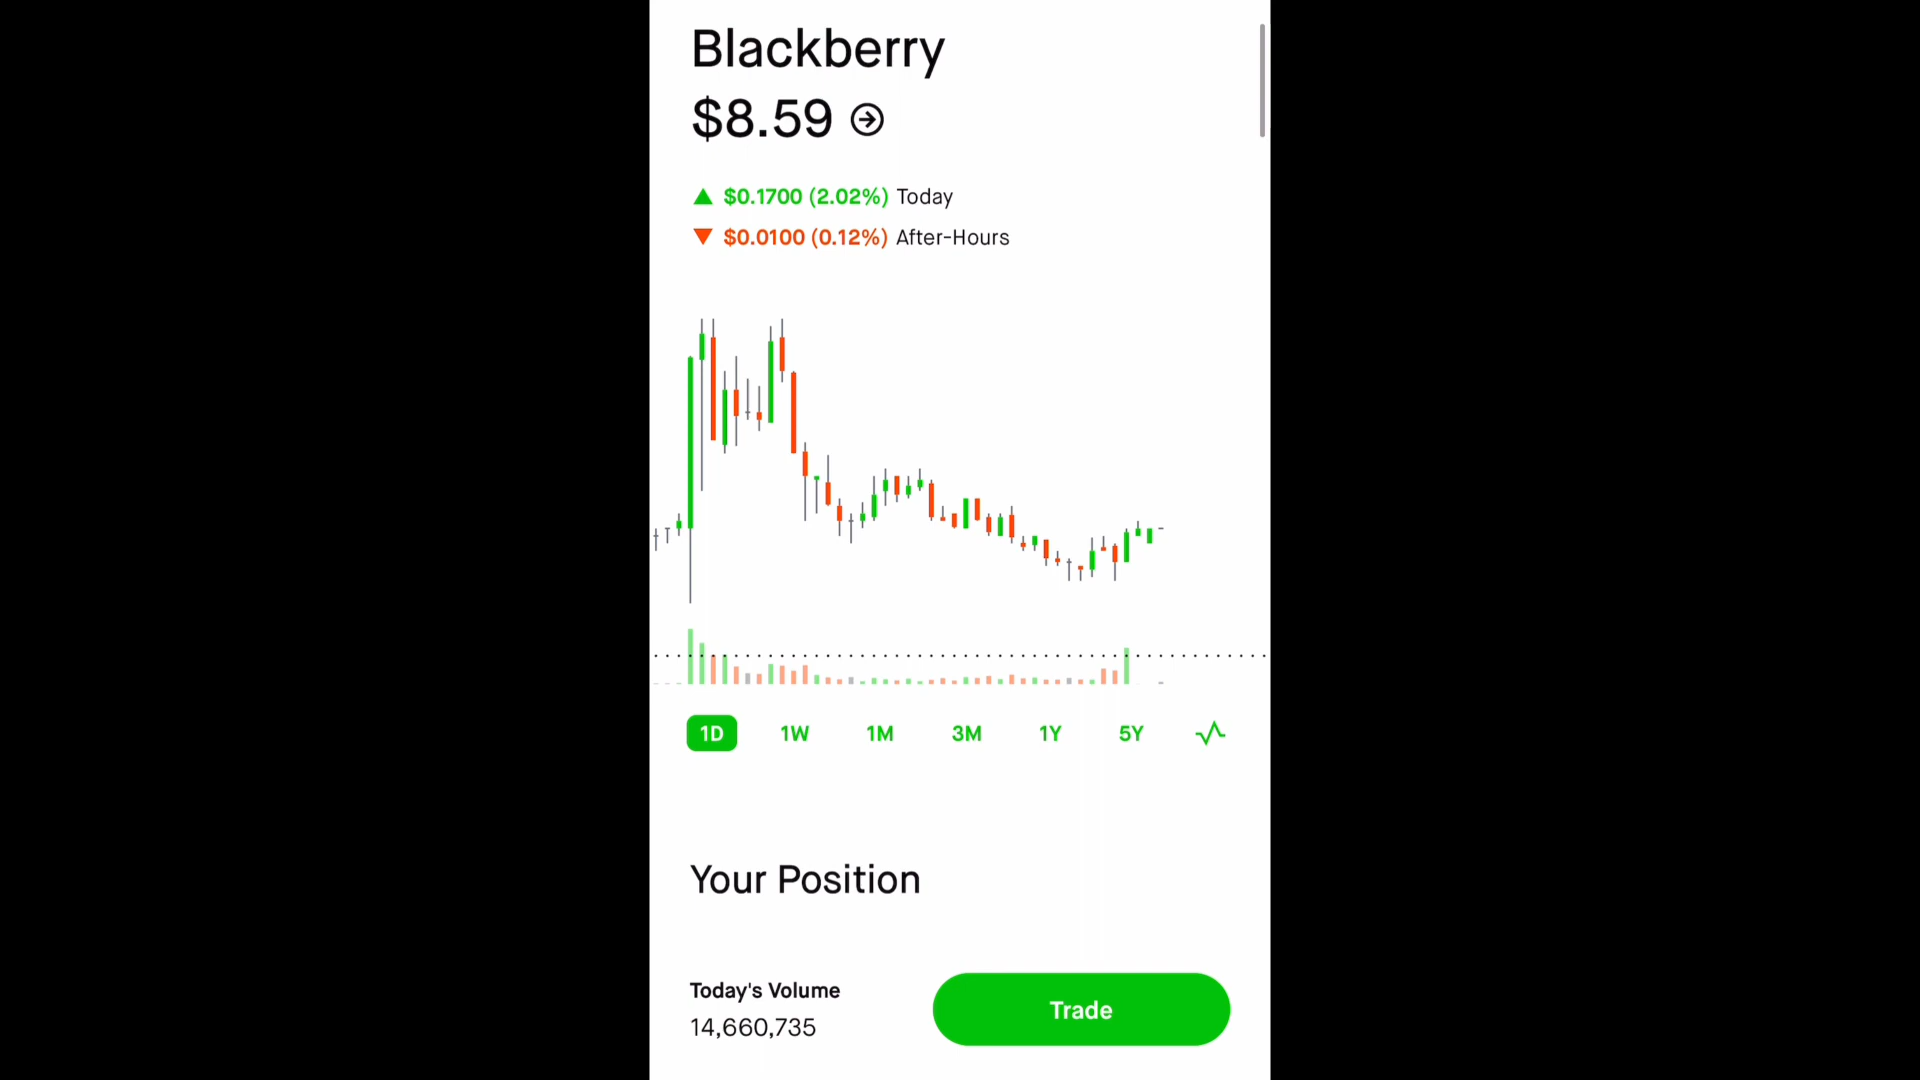 Blackberry
$8.59
$0.1700 (2.02%) Today
$0.0100 (0.12%) After-Hours
1D 1W 1M 3M 1Y 5Y
Your Position
Today's Volume
14,660,735
Trade